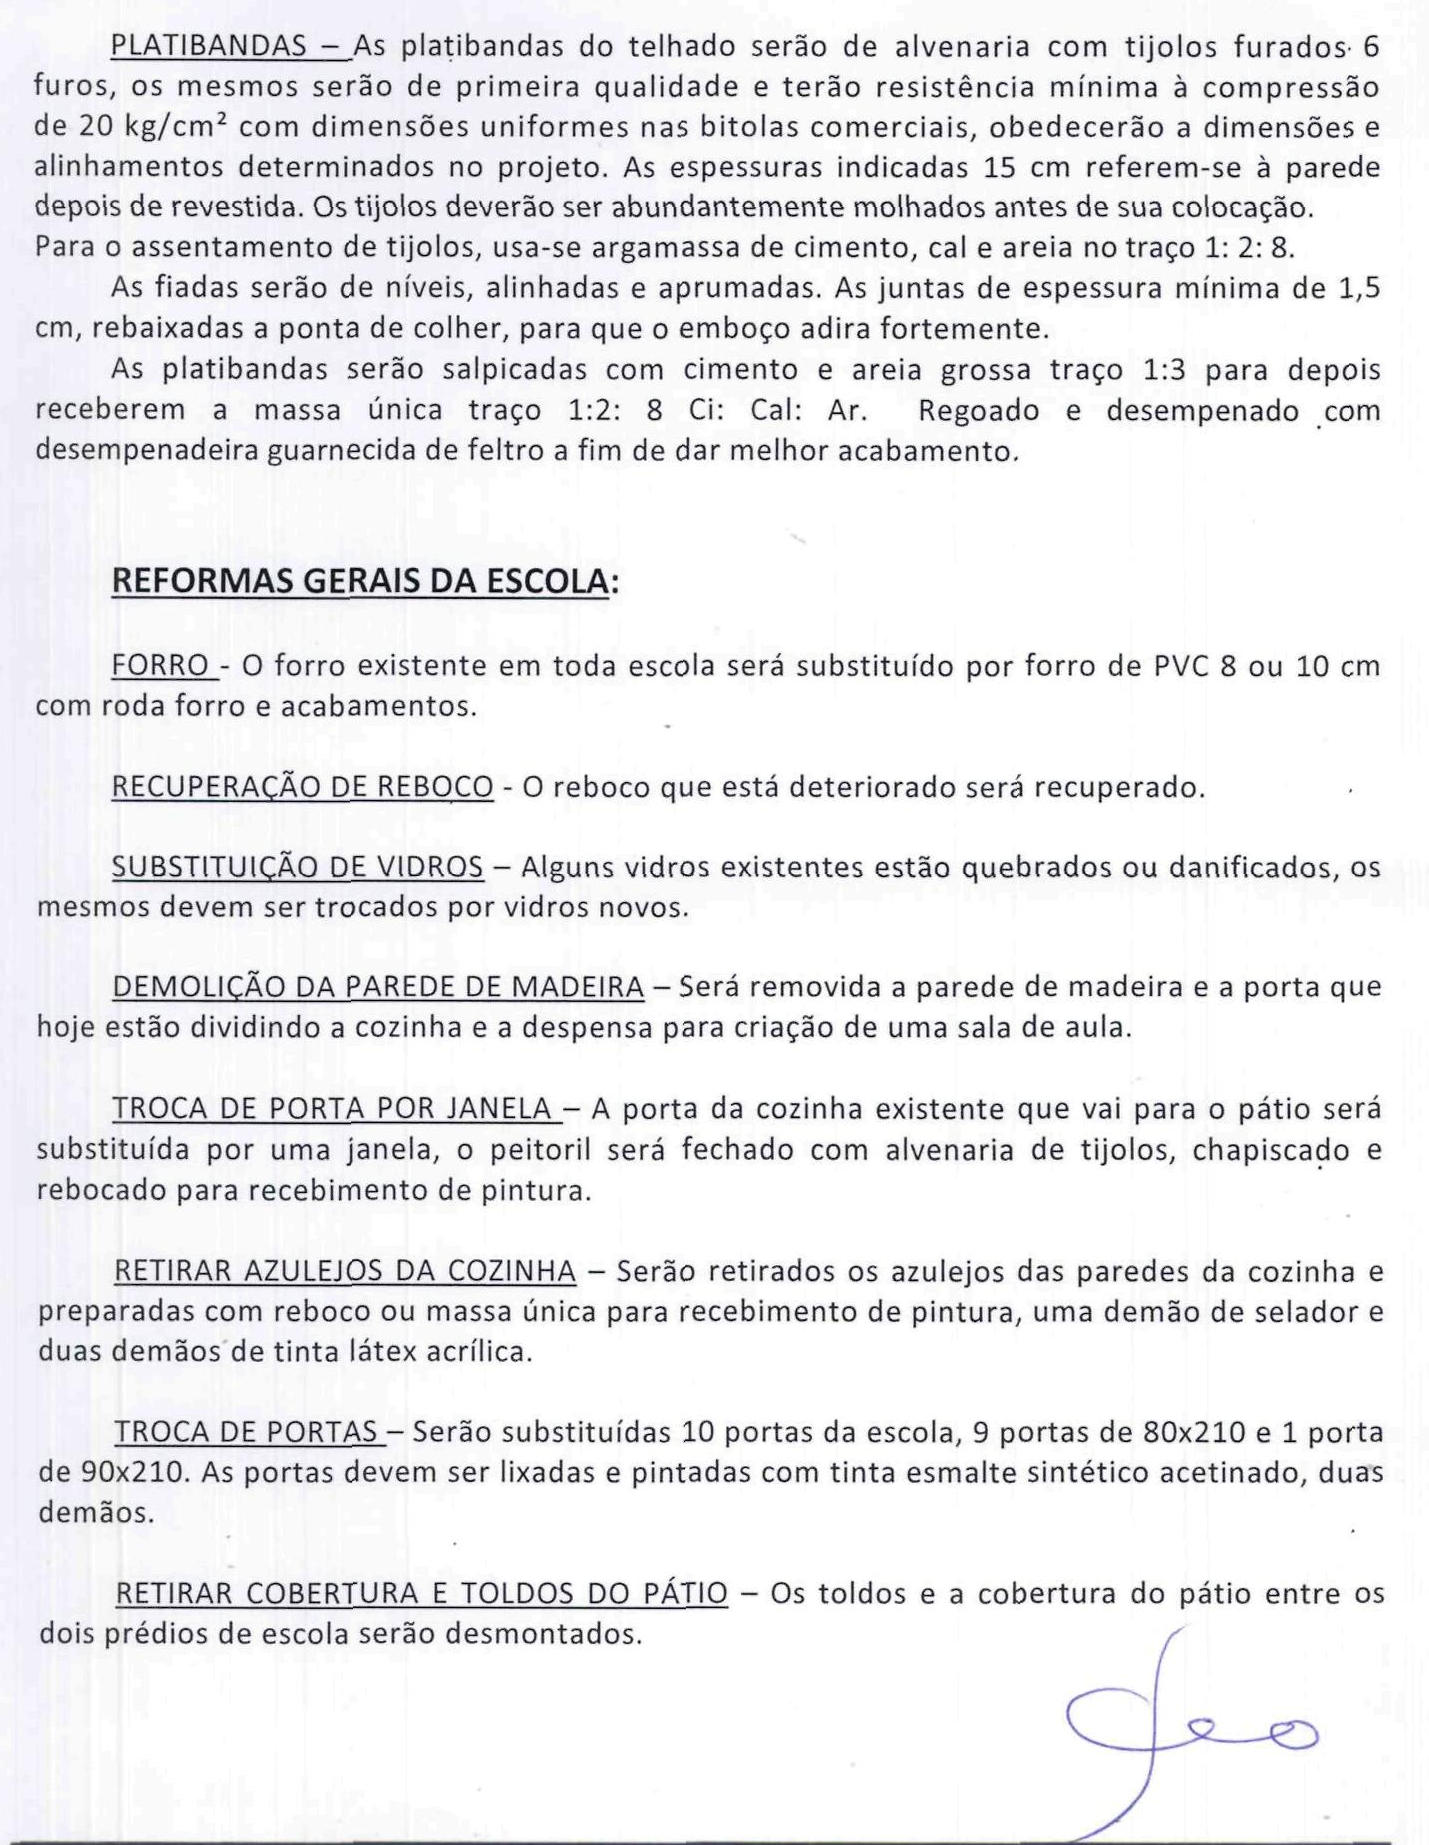 PLATIBANDAS – As platibandas do telhado serão de alvenaria com tijolos furados 6
furos, os mesmos serão de primeira qualidade e terão resistência mínima à compressão
de 20 kg/cm² com dimensões uniformes nas bitolas comerciais, obedecerão a dimensões e
alinhamentos determinados no projeto. As espessuras indicadas 15 cm referem-se à parede
depois de revestida. Os tijolos deverão ser abundantemente molhados antes de sua colocação.
Para o assentamento de tijolos, usa-se argamassa de cimento, cal e areia no traço 1: 2: 8.
As fiadas serão de níveis, alinhadas e aprumadas. As juntas de espessura mínima de 1,5
cm, rebaixadas a ponta de colher, para que o emboço adira fortemente.
As platibandas serão salpicadas com cimento e areia grossa traço 1:3 para depois
receberem a massa única traço 1:2: 8 Ci: Cal: Ar. Regoado e desempenado com
desempenadeira guarnecida de feltro a fim de dar melhor acabamento.
REFORMAS GERAIS DA ESCOLA:
FORRO - O forro existente em toda escola será substituído por forro de PVC 8 ou 10 cm
com roda forro e acabamentos.
RECUPERAÇÃO DE REBOCO - O reboco que está deteriorado será recuperado.
SUBSTITUIÇÃO DE VIDROS – Alguns vidros existentes estão quebrados ou danificados, os
mesmos devem ser trocados por vidros novos.
DEMOLIÇÃO DA PAREDE DE MADEIRA – Será removida a parede de madeira e a porta que
hoje estão dividindo a cozinha e a despensa para criação de uma sala de aula.
TROCA DE PORTA POR JANELA – A porta da cozinha existente que vai para o pátio será
substituída por uma janela, o peitoril será fechado com alvenaria de tijolos, chapiscado e
rebocado para recebimento de pintura.
RETIRAR AZULEJOS DA COZINHA – Serão retirados os azulejos das paredes da cozinha e
preparadas com reboco ou massa única para recebimento de pintura, uma demão de selador e
duas demãos de tinta látex acrílica.
TROCA DE PORTAS – Serão substituídas 10 portas da escola, 9 portas de 80x210 e 1 porta
de 90x210. As portas devem ser lixadas e pintadas com tinta esmalte sintético acetinado, duas
demãos.
RETIRAR COBERTURA E TOLDOS DO PÁTIO – Os toldos e a cobertura do pátio entre os
dois prédios de escola serão desmontados.